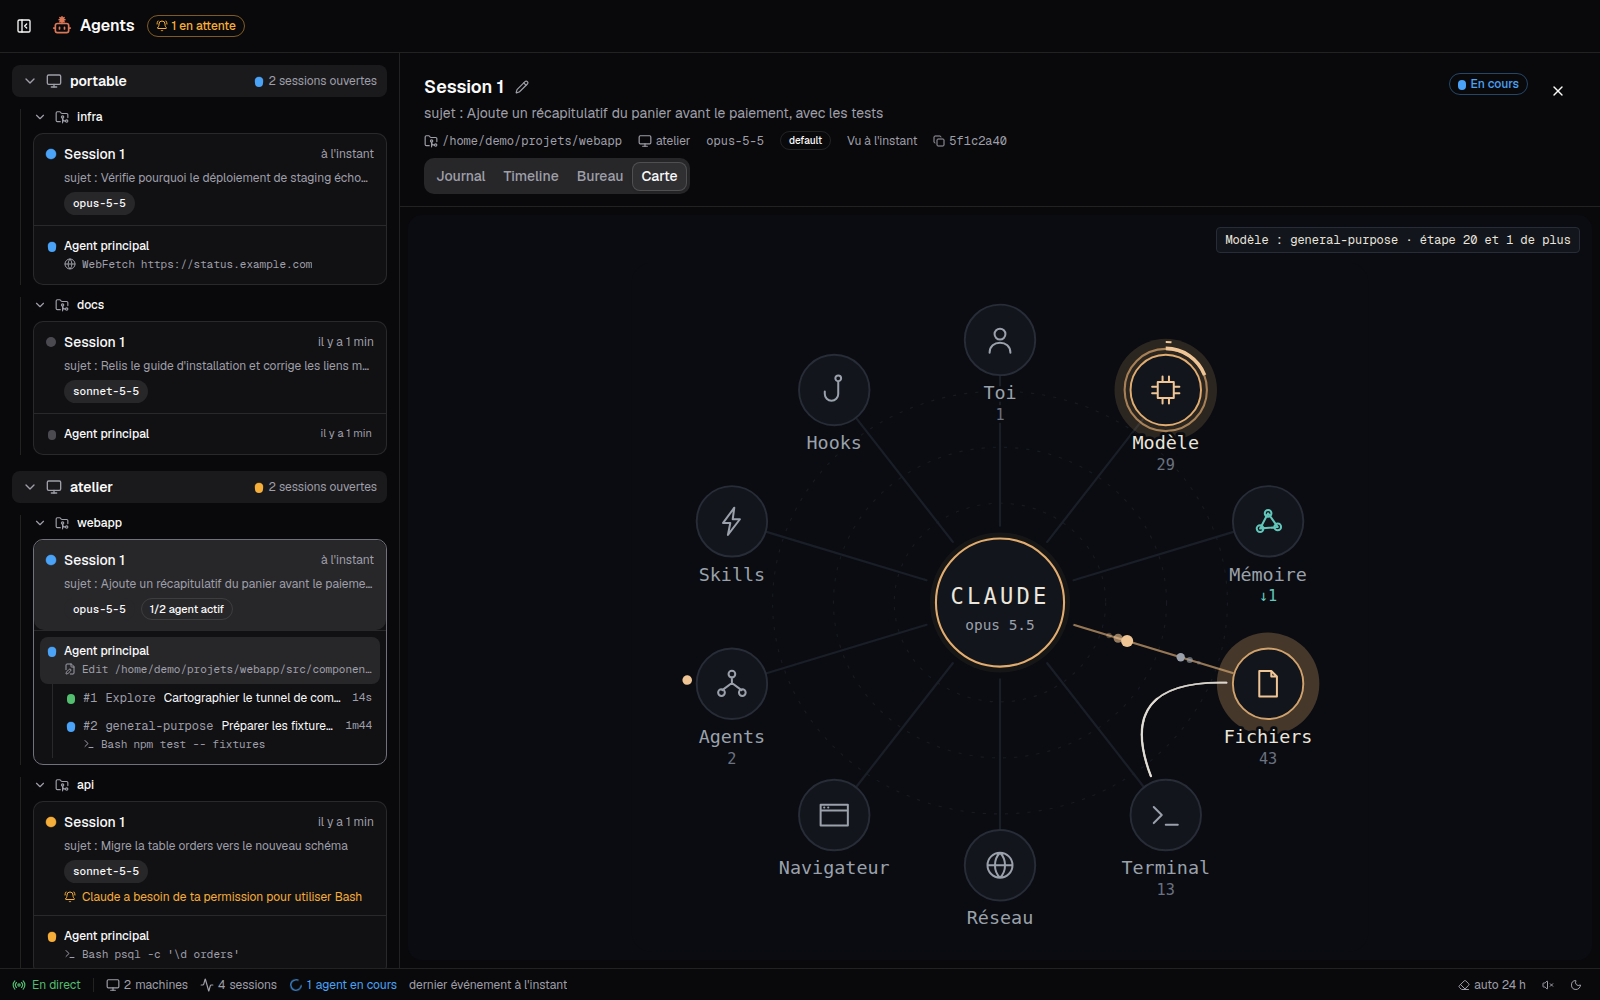 Agents
1 en attente
portable
2 sessions ouvertes
infra
Session 1
à l'instant
sujet : Vérifie pourquoi le déploiement de staging écho…
opus-5-5
Agent principal
WebFetch https://status.example.com
docs
Session 1
il y a 1 min
sujet : Relis le guide d'installation et corrige les liens m…
sonnet-5-5
Agent principal
il y a 1 min
atelier
2 sessions ouvertes
webapp
Session 1
à l'instant
sujet : Ajoute un récapitulatif du panier avant le paieme…
opus-5-5
1/2 agent actif
Agent principal
Edit /home/demo/projets/webapp/src/componen…
#1 Explore Cartographier le tunnel de com… 14s
#2 general-purpose Préparer les fixture… 1m44
Bash npm test -- fixtures
api
Session 1
il y a 1 min
sujet : Migre la table orders vers le nouveau schéma
sonnet-5-5
Claude a besoin de ta permission pour utiliser Bash
Agent principal
Bash psql -c '\d orders'
Session 1
En cours
sujet : Ajoute un récapitulatif du panier avant le paiement, avec les tests
/home/demo/projets/webapp
atelier
opus-5-5
default
Vu à l'instant
5f1c2a40
Journal
Timeline
Bureau
Carte
Modèle : general-purpose · étape 20 et 1 de plus
Toi
1
Modèle
29
Hooks
Mémoire
↓1
Skills
CLAUDE
opus 5.5
Fichiers
43
Agents
2
Terminal
13
Navigateur
Réseau
En direct
2 machines
4 sessions
1 agent en cours
dernier événement à l'instant
auto 24 h